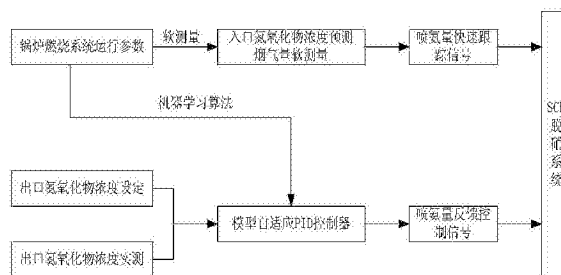 锅炉燃烧系统运行参数
软测量
入口氮氧化物浓度预测
烟气量软测量
喷氨量快速跟
踪信号
机器学习算法
出口氮氧化物浓度设定
出口氮氧化物浓度实测
模型自适应PID控制器
喷氨量反馈控
制信号
SCR
脱
硝
系
统